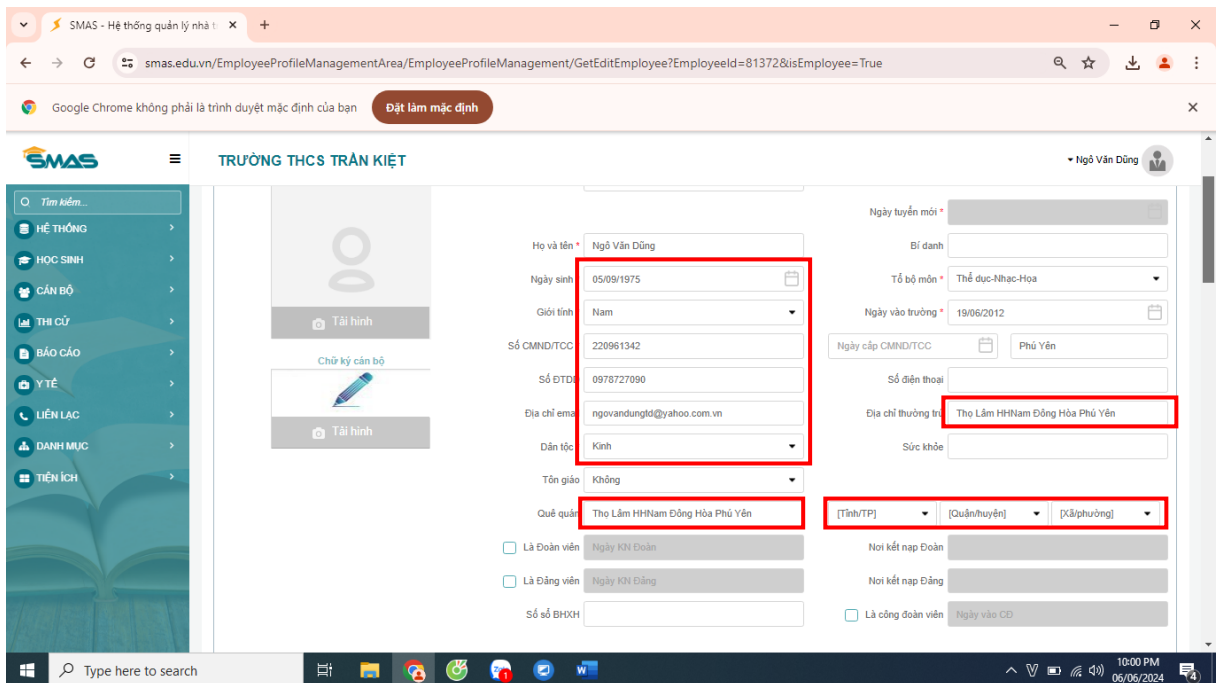 SMAS - Hệ thống quản lý nhà t
smas.edu.vn/EmployeeProfileManagementArea/EmployeeProfileManagement/GetEditEmployee?EmployeeId=81372&isEmployee=True
Google Chrome không phải là trình duyệt mặc định của bạn Đặt làm mặc định
SMAS TRƯỜNG THCS TRẦN KIỆT Ngô Văn Dũng
Tìm kiếm...
HỆ THỐNG
HỌC SINH
CÁN BỘ
THI CỬ
BÁO CÁO
Y TẾ
LIÊN LẠC
DANH MỤC
TIỆN ÍCH
Tải hình
Chữ ký cán bộ
Tải hình
Ngày tuyển mới *
Họ và tên * Ngô Văn Dũng Bí danh
Ngày sinh 05/09/1975 Tổ bộ môn * Thể dục-Nhạc-Họa
Giới tính Nam Ngày vào trường * 19/06/2012
Số CMND/TCC 220961342 Ngày cấp CMND/TCC Phú Yên
Số ĐTDĐ 0978727090 Số điện thoại
Địa chỉ emai ngovandungtd@yahoo.com.vn Địa chỉ thường trú Thọ Lâm HHNam Đông Hòa Phú Yên
Dân tộc Kinh Sức khỏe
Tôn giáo Không
Quê quán Thọ Lâm HHNam Đông Hòa Phú Yên [Tỉnh/TP] [Quận/huyện] [Xã/phường]
Là Đoàn viên Ngày KN Đoàn Nơi kết nạp Đoàn
Là Đảng viên Ngày KN Đảng Nơi kết nạp Đảng
Số sổ BHXH Là công đoàn viên Ngày vào CĐ
Type here to search 10:00 PM
06/06/2024